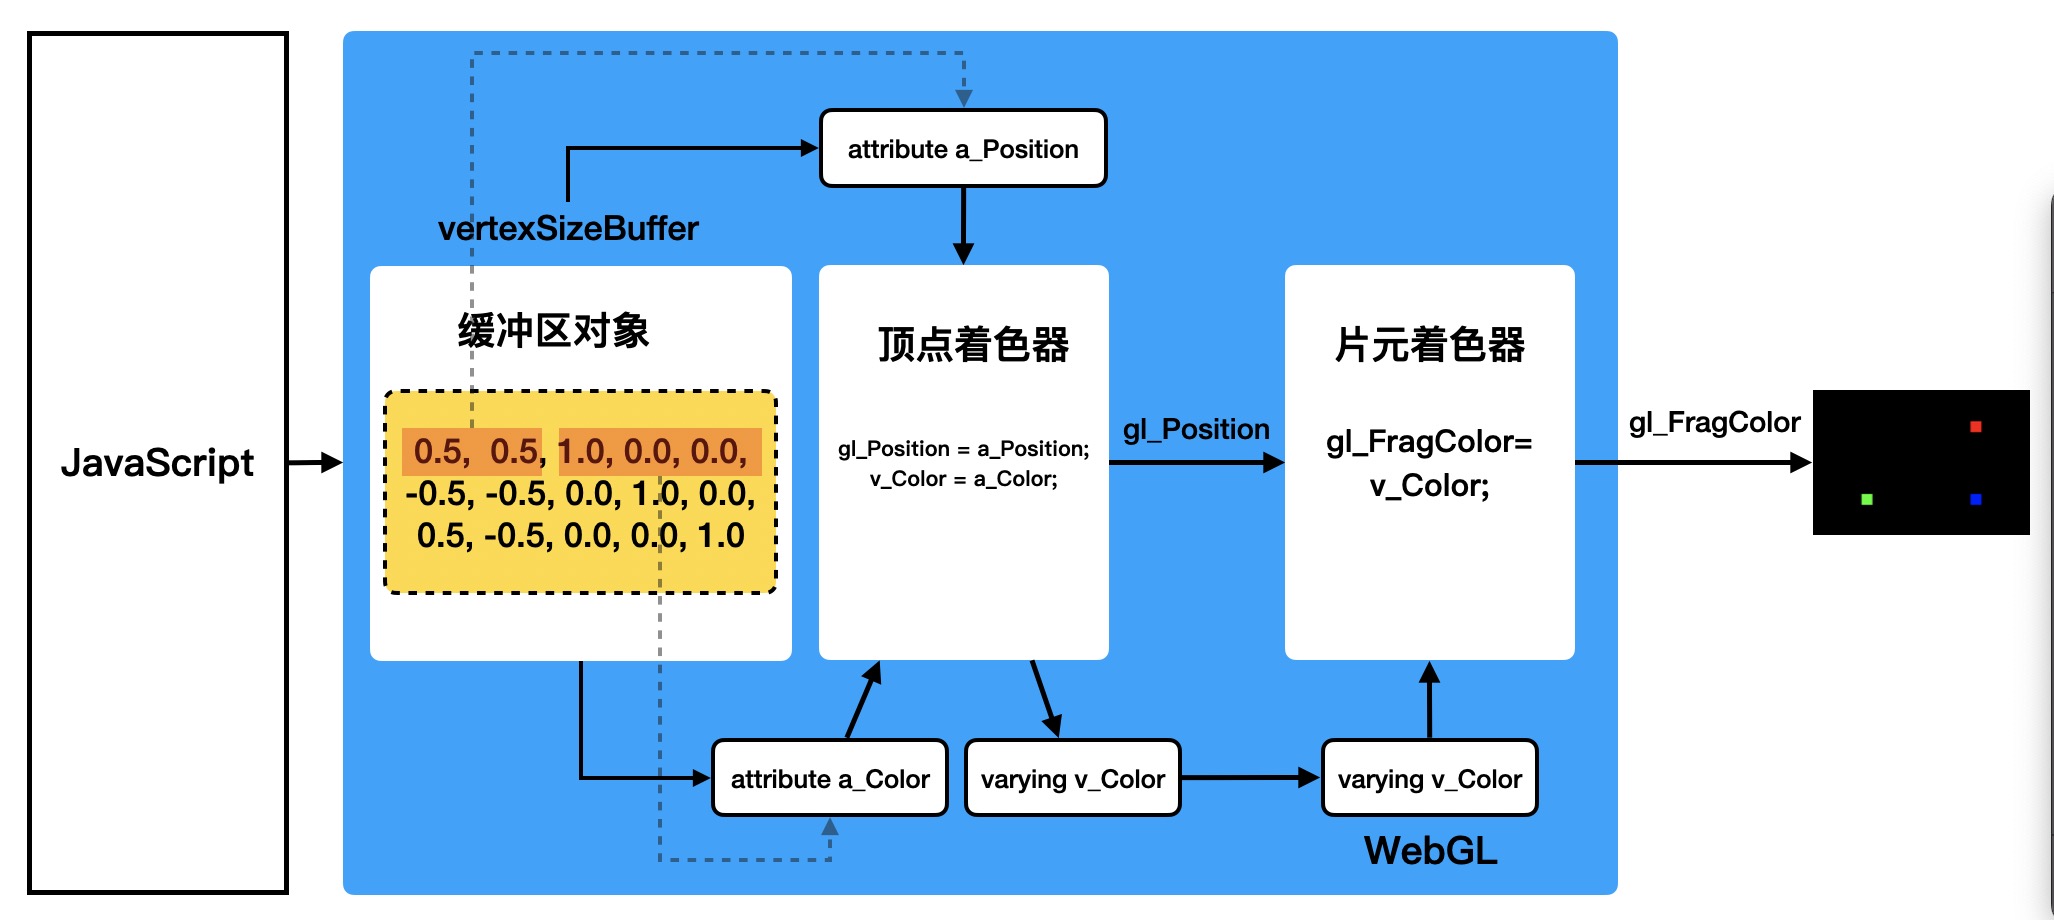 JavaScript
attribute a_Position
vertexSizeBuffer
缓冲区对象
0.5, 0.5, 1.0, 0.0, 0.0,
-0.5, -0.5, 0.0, 1.0, 0.0,
0.5, -0.5, 0.0, 0.0, 1.0
顶点着色器
gl_Position = a_Position;
v_Color = a_Color;
gl_Position
片元着色器
gl_FragColor=
v_Color;
gl_FragColor
attribute a_Color
varying v_Color
varying v_Color
WebGL